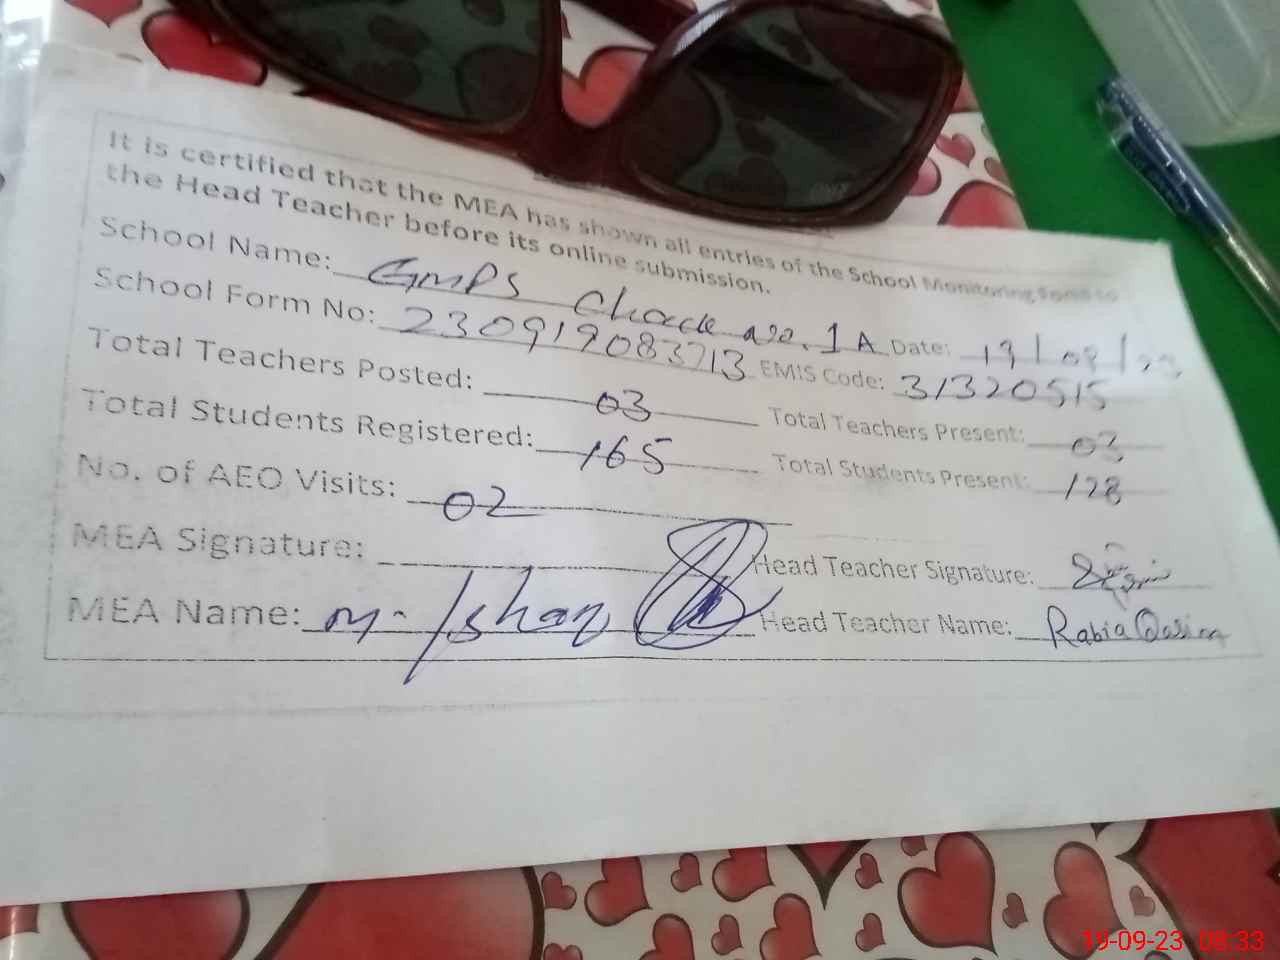 It is certified that the MEA has shown all entries of the School Monitoring Form to
the Head Teacher before its online submission.
School Name: GMPS Chack no. 1A Date: 19/09/23
School Form No: 230919083713 EMIS Code: 31320515
Total Teachers Posted: 03 Total Teachers Present: 03
Total Students Registered: 165 Total Students Present: 128
No. of AEO Visits: 02
MEA Signature: Head Teacher Signature:
MEA Name: M. Ishaq Head Teacher Name: Rabia Qasim
19-09-23 08:33